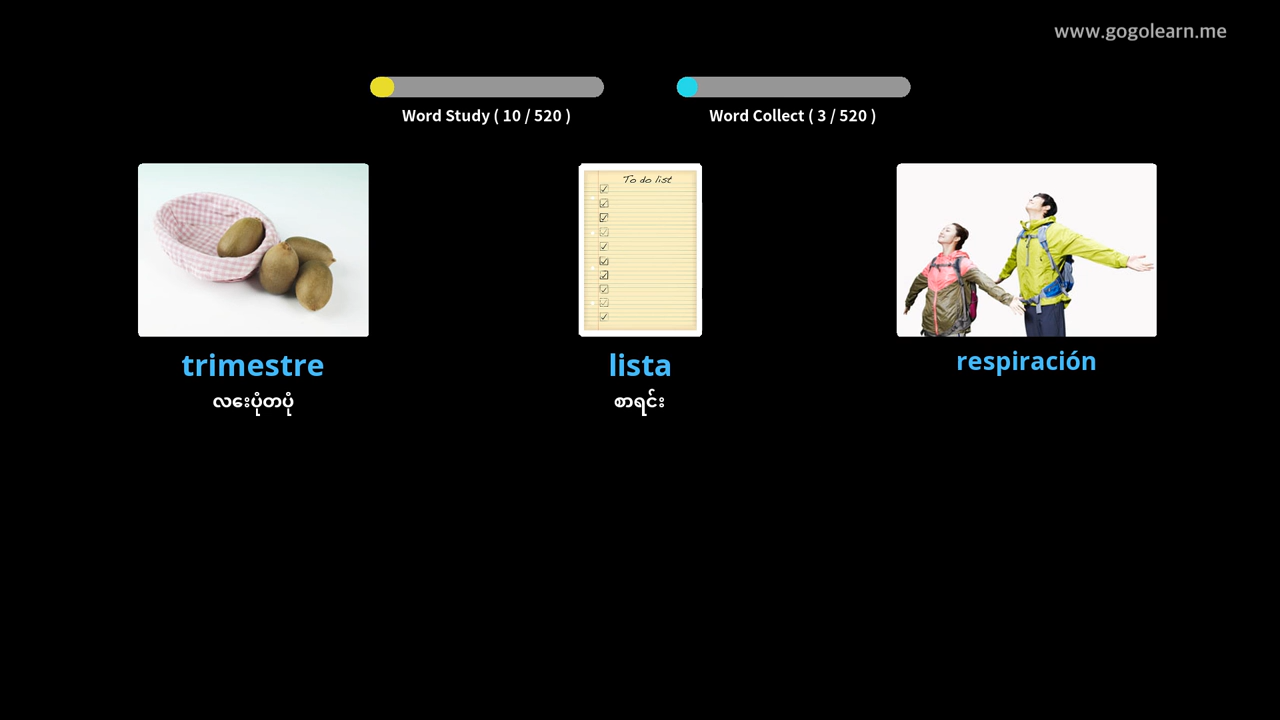 www.gogolearn.me
Word Study ( 10 / 520 )
Word Collect ( 3 / 520 )
To do list
trimestre
လေးပုံတပုံ
lista
စာရင်း
respiración